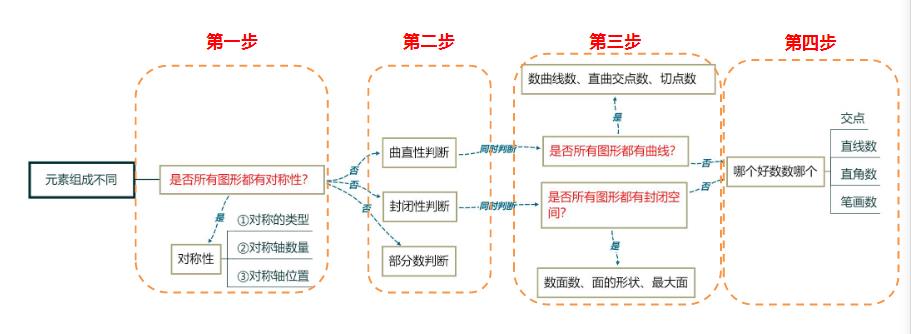 第一步
第二步
第三步
第四步
元素组成不同
是否所有图形都有对称性?
是
对称性
①对称的类型
②对称轴数量
③对称轴位置
否
否
否
曲直性判断
封闭性判断
部分数判断
同时判断
同时判断
数曲线数、直曲交点数、切点数
是
是否所有图形都有曲线?
是否所有图形都有封闭空
间?
是
数面数、面的形状、最大面
否
否
哪个好数数哪个
交点
直线数
直角数
笔画数